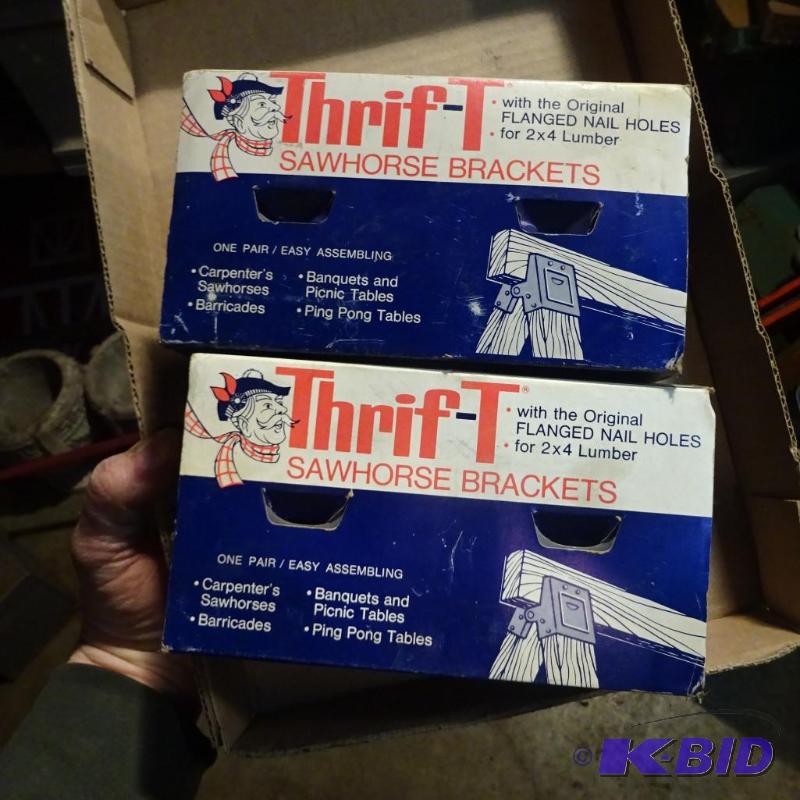 Thrif-T®
• with the Original
FLANGED NAIL HOLES
• for 2x4 Lumber
SAWHORSE BRACKETS
ONE PAIR / EASY ASSEMBLING
• Carpenter's
Sawhorses
• Barricades
• Banquets and
Picnic Tables
• Ping Pong Tables
Thrif-T®
• with the Original
FLANGED NAIL HOLES
• for 2x4 Lumber
SAWHORSE BRACKETS
ONE PAIR / EASY ASSEMBLING
• Carpenter's
Sawhorses
• Barricades
• Banquets and
Picnic Tables
• Ping Pong Tables
© K-BID